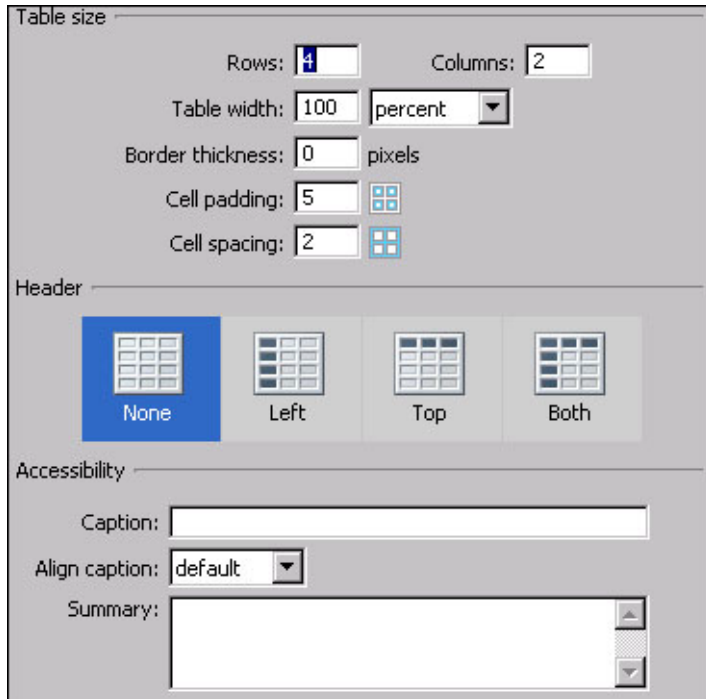 Table size
Rows: 4 Columns: 2
Table width: 100 percent
Border thickness: 0 pixels
Cell padding: 5
Cell spacing: 2
Header
None Left Top Both
Accessibility
Caption:
Align caption: default
Summary: